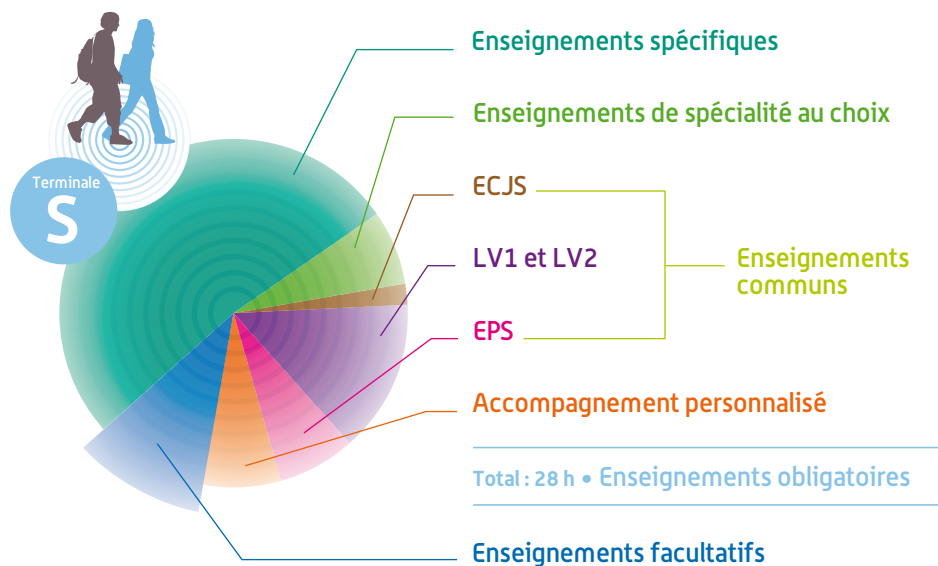 Terminale
S
Enseignements spécifiques
Enseignements de spécialité au choix
ECJS
LV1 et LV2
EPS
Enseignements
communs
Accompagnement personnalisé
Total : 28 h • Enseignements obligatoires
Enseignements facultatifs